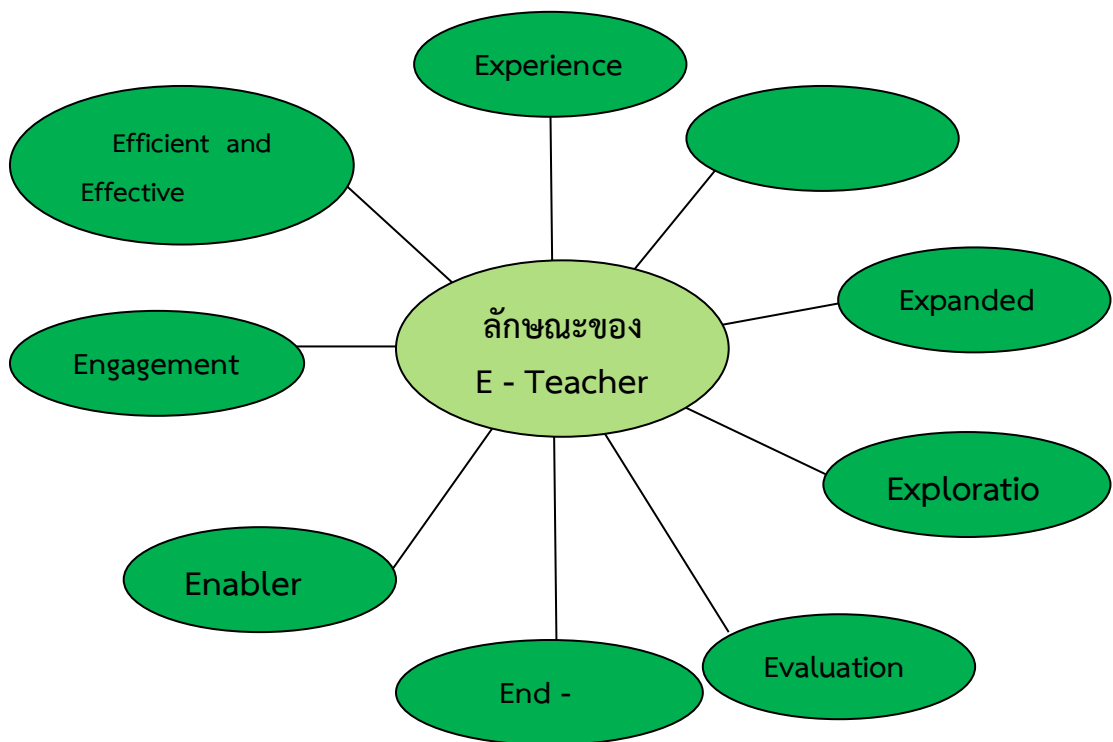 Experience
Efficient and
Effective
Expanded
ลักษณะของ
E - Teacher
Engagement
Exploratio
Enabler
Evaluation
End -